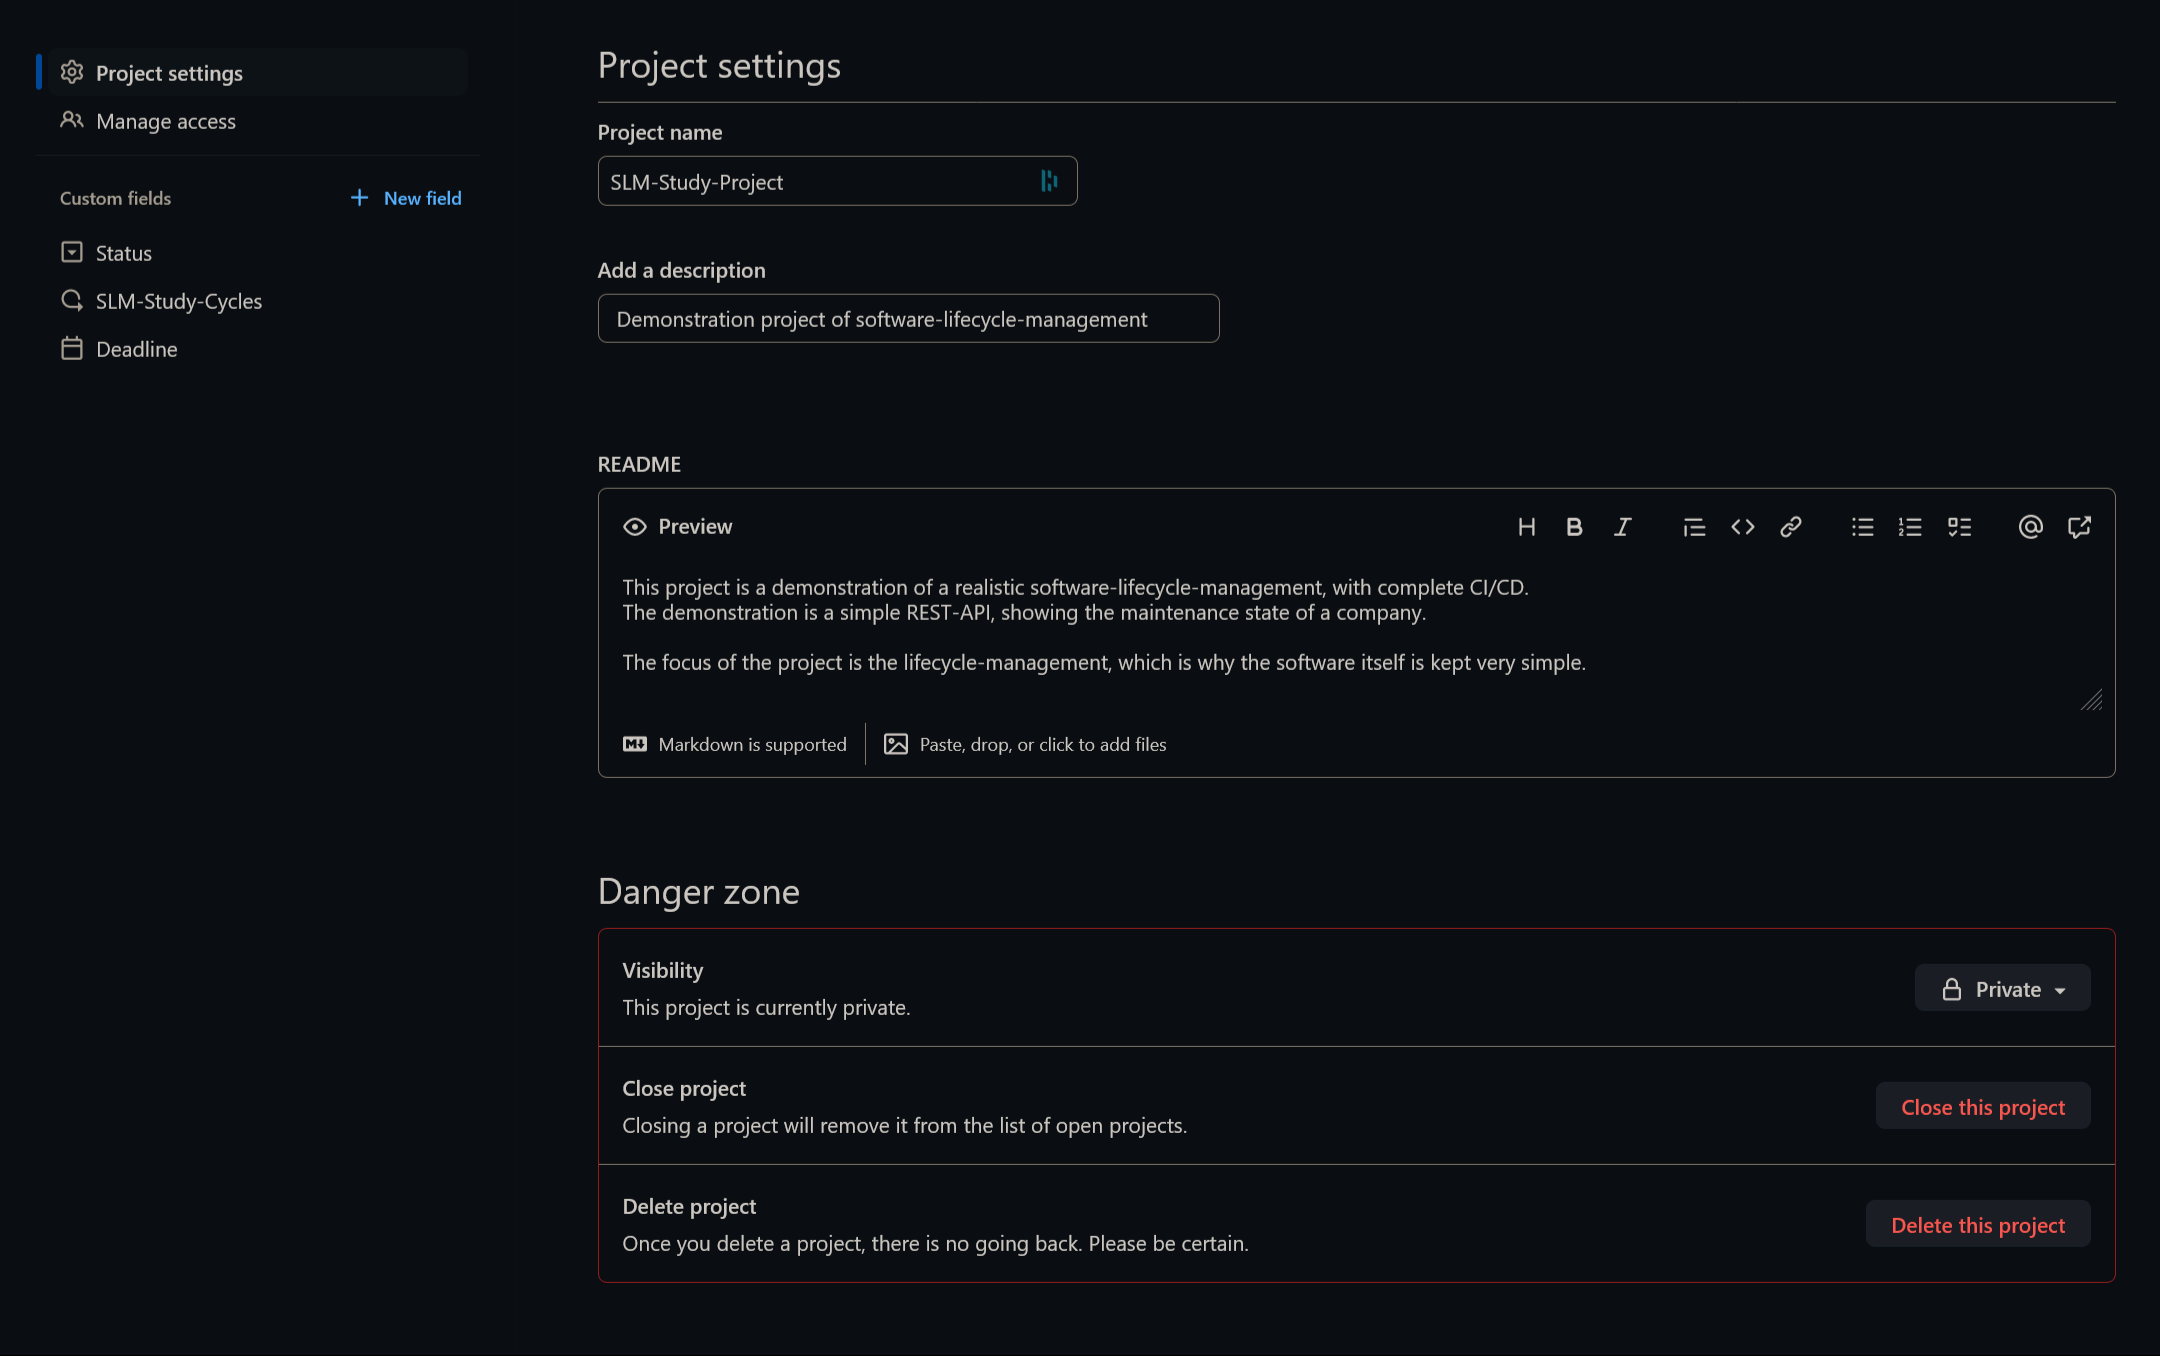 Project settings
Manage access
Custom fields
New field
Status
SLM-Study-Cycles
Deadline
Project settings
Project name
SLM-Study-Project
Add a description
Demonstration project of software-lifecycle-management
README
Preview
This project is a demonstration of a realistic software-lifecycle-management, with complete CI/CD.
The demonstration is a simple REST-API, showing the maintenance state of a company.
The focus of the project is the lifecycle-management, which is why the software itself is kept very simple.
Markdown is supported
Paste, drop, or click to add files
Danger zone
Visibility
This project is currently private.
Private
Close project
Closing a project will remove it from the list of open projects.
Close this project
Delete project
Once you delete a project, there is no going back. Please be certain.
Delete this project